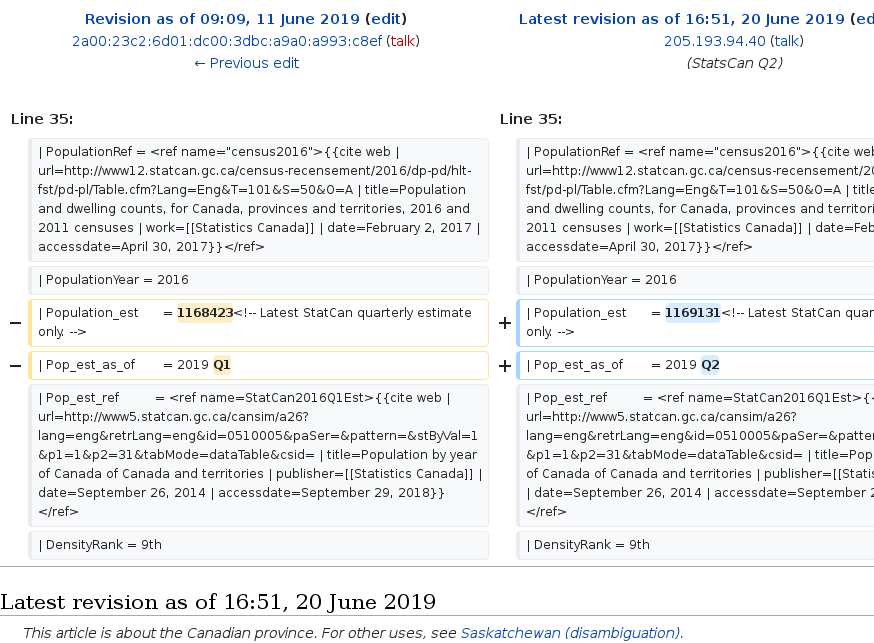 Revision as of 09:09, 11 June 2019 (edit)
2a00:23c2:6d01:dc00:3dbc:a9a0:a993:c8ef (talk)
← Previous edit
Latest revision as of 16:51, 20 June 2019 (ed
205.193.94.40 (talk)
(StatsCan Q2)
Line 35:
| PopulationRef = <ref name="census2016">{{cite web |
url=http://www12.statcan.gc.ca/census-recensement/2016/dp-pd/hlt-
fst/pd-pl/Table.cfm?Lang=Eng&T=101&S=50&O=A | title=Population
and dwelling counts, for Canada, provinces and territories, 2016 and
2011 censuses | work=[[Statistics Canada]] | date=February 2, 2017 |
accessdate=April 30, 2017}}</ref>
| PopulationYear = 2016
− | Population_est = 1168423<!-- Latest StatCan quarterly estimate
only. -->
− | Pop_est_as_of = 2019 Q1
| Pop_est_ref = <ref name=StatCan2016Q1Est>{{cite web |
url=http://www5.statcan.gc.ca/cansim/a26?
lang=eng&retrLang=eng&id=0510005&paSer=&pattern=&stByVal=1
&p1=1&p2=31&tabMode=dataTable&csid= | title=Population by year
of Canada of Canada and territories | publisher=[[Statistics Canada]] |
date=September 26, 2014 | accessdate=September 29, 2018}}
</ref>
| DensityRank = 9th
Line 35:
| PopulationRef = <ref name="census2016">{{cite w
url=http://www12.statcan.gc.ca/census-recensement/20
fst/pd-pl/Table.cfm?Lang=Eng&T=101&S=50&O=A | title
and dwelling counts, for Canada, provinces and territori
2011 censuses | work=[[Statistics Canada]] | date=Feb
accessdate=April 30, 2017}}</ref>
| PopulationYear = 2016
+ | Population_est = 1169131<!-- Latest StatCan quar
only. -->
+ | Pop_est_as_of = 2019 Q2
| Pop_est_ref = <ref name=StatCan2016Q1Est>{
url=http://www5.statcan.gc.ca/cansim/a26?
lang=eng&retrLang=eng&id=0510005&paSer=&patter
&p1=1&p2=31&tabMode=dataTable&csid= | title=Pop
of Canada of Canada and territories | publisher=[[Statis
| date=September 26, 2014 | accessdate=September 2
</ref>
| DensityRank = 9th
Latest revision as of 16:51, 20 June 2019
This article is about the Canadian province. For other uses, see Saskatchewan (disambiguation).